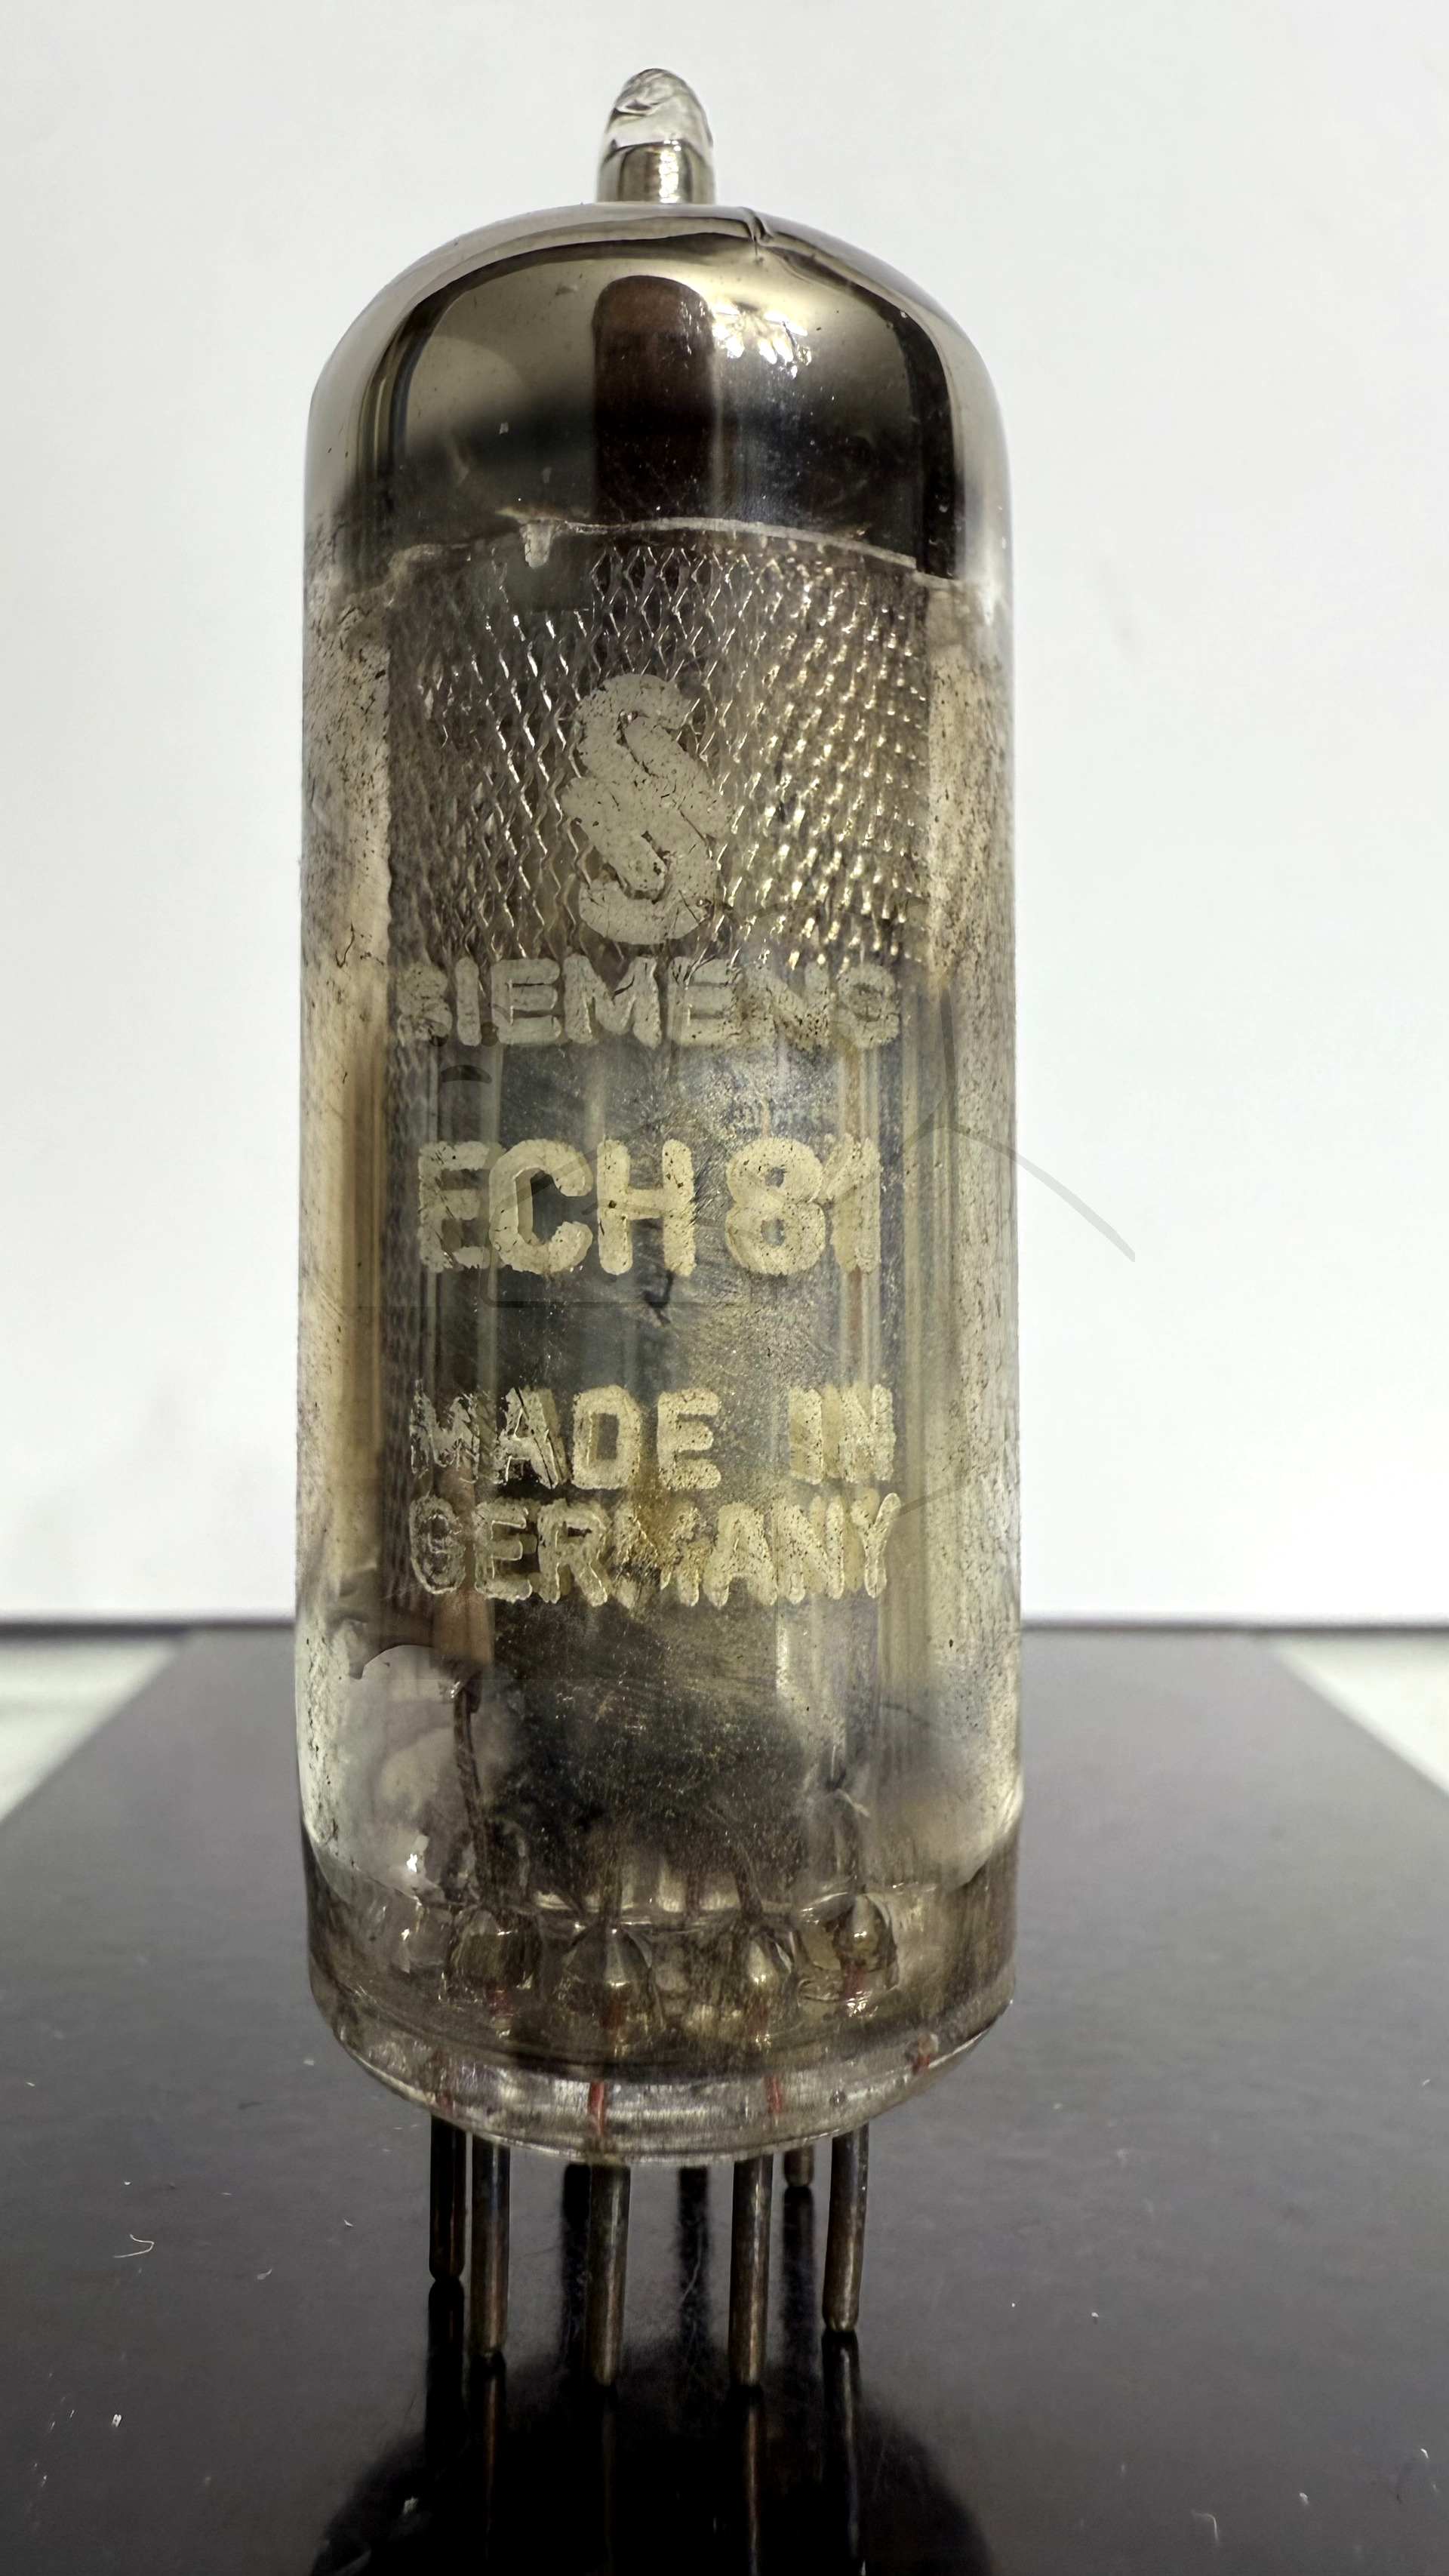 SIEMENS
ECH 81
MADE IN
GERMANY